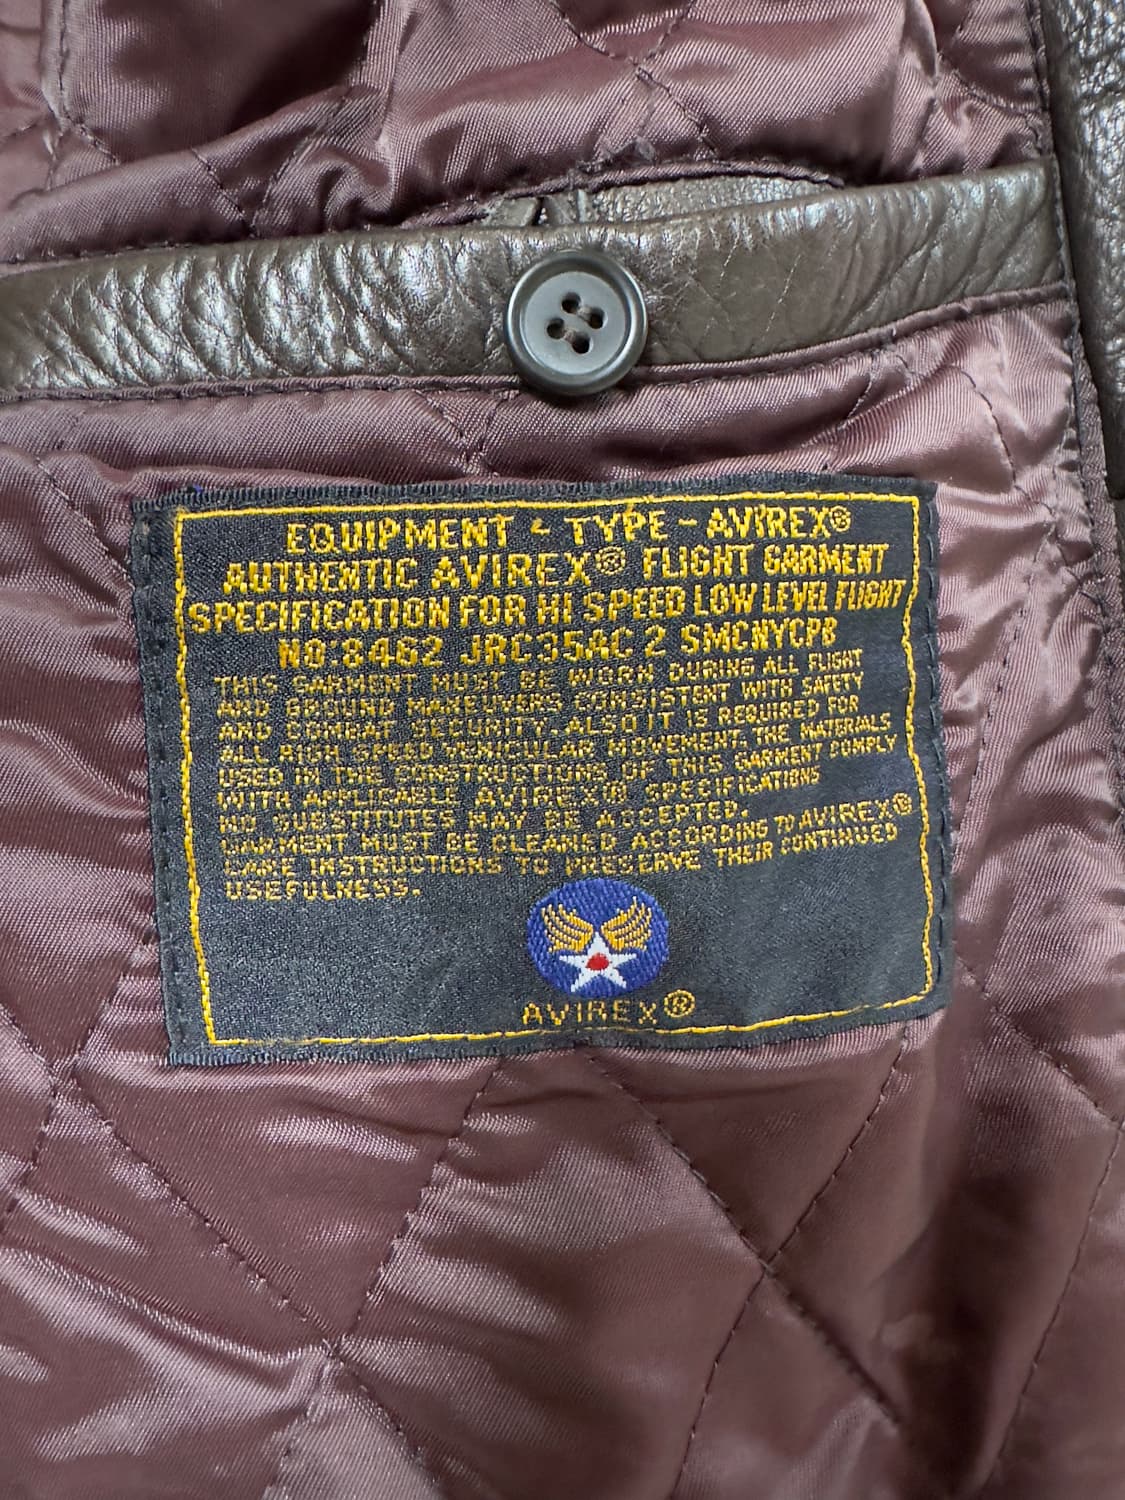 EQUIPMENT - TYPE - AVIREX®
AUTHENTIC AVIREX® FLIGHT GARMENT
SPECIFICATION FOR HI SPEED LOW LEVEL FLIGHT
NO:8462 JRC35AC 2 SMCNYCPB
THIS GARMENT MUST BE WORK DURING ALL FLIGHT
AND GROUND MANEUVERS CONSISTENT WITH SAFETY
AND COMBAT SECURITY. ALSO IT IS REQUIRED FOR
ALL HIGH SPEED VEHICULAR MOVEMENT. THE MATERIALS
USED IN THE CONSTRUCTIONS OF THIS GARMENT COMPLY
WITH APPLICABLE AVIREX® SPECIFICATIONS
NO SUBSTITUTES MAY BE ACCEPTED.
GARMENT MUST BE CLEANED ACCORDING TO AVIREX®
CARE INSTRUCTIONS TO PRESERVE THEIR CONTINUED
USEFULNESS.
AVIREX®